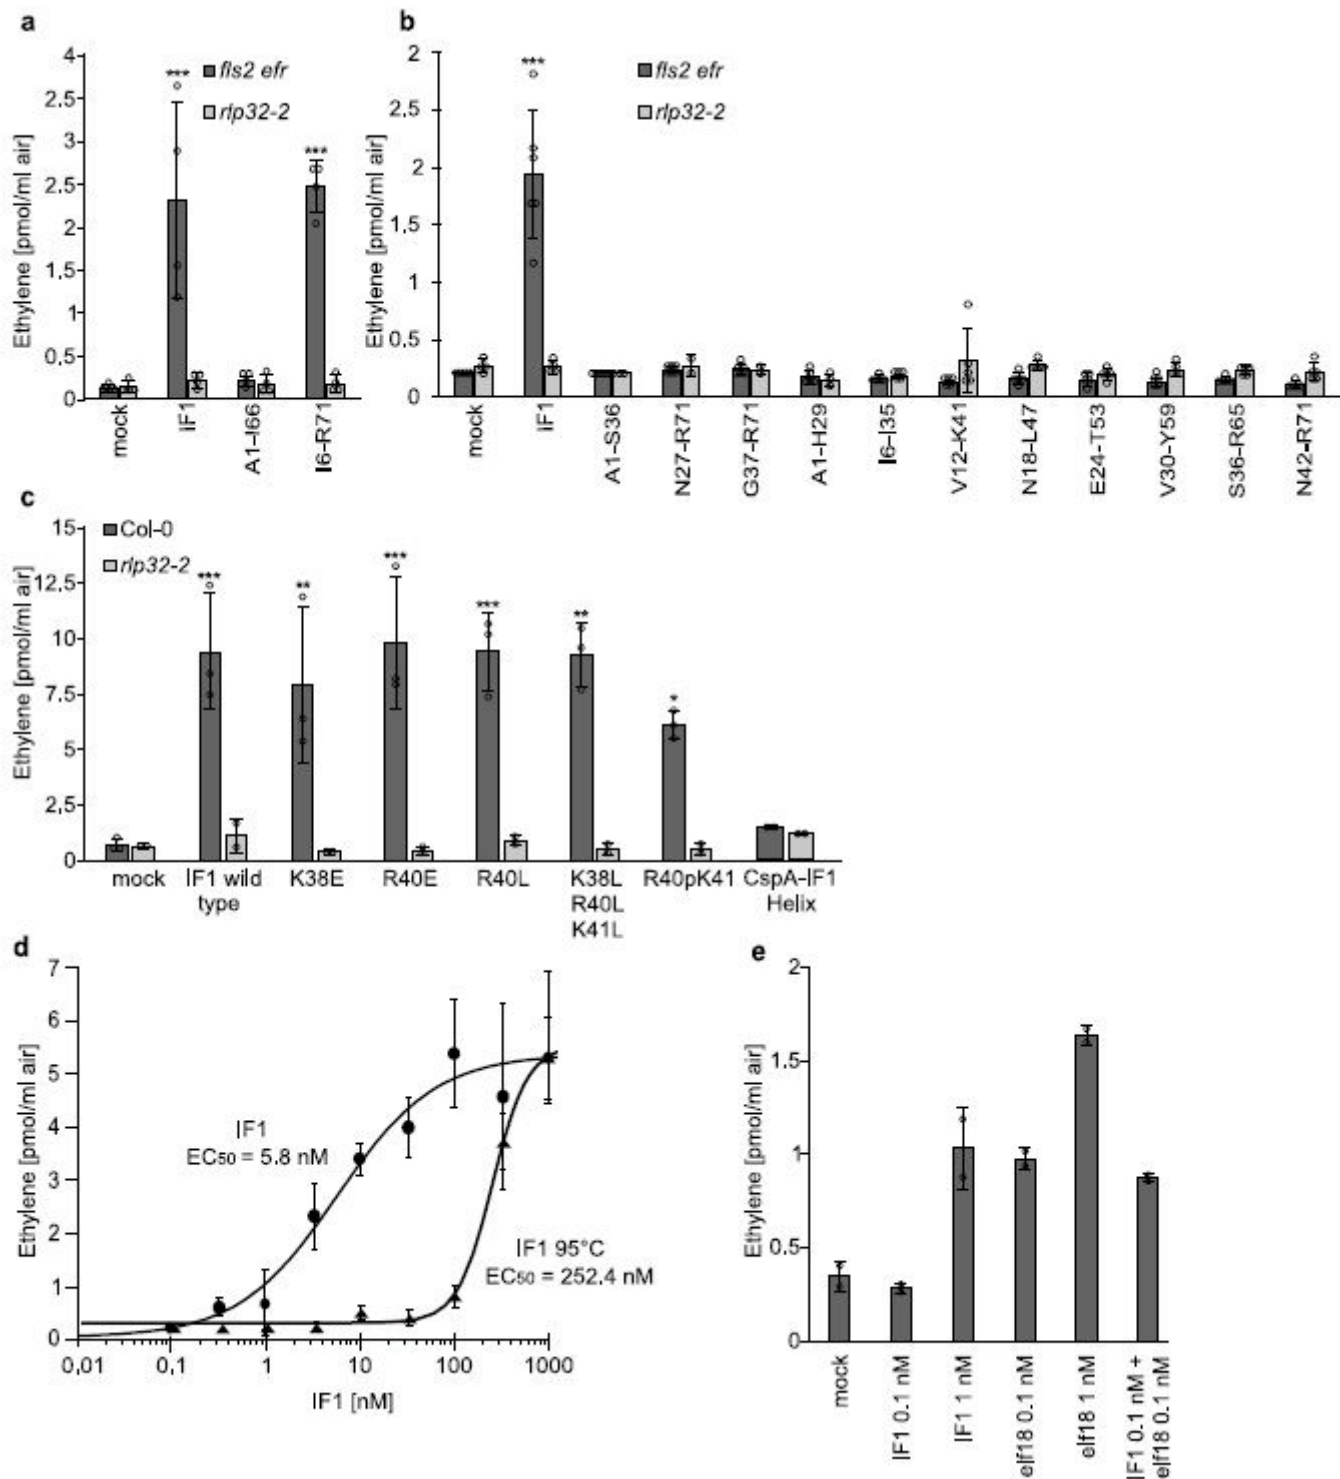 a
b
Ethylene [pmol/ml air]
4
3.5
3
2.5
2
1.5
1
0.5
0
***
***
fls2 efr
rlp32-2
mock
IF1
A1-I66
I6-R71
Ethylene [pmol/ml air]
2
2.5
2
1.5
1
0.5
0
***
fls2 efr
rlp32-2
mock
IF1
A1-S36
N27-R71
G37-R71
A1-H29
I6-I35
V12-K41
N18-L47
E24-T53
V30-Y59
S36-R65
N42-R71
c
Col-0
rlp32-2
Ethylene [pmol/ml air]
15
12.5
10
7.5
5
2,5
0
***
**
***
***
**
*
mock
IF1 wild type
K38E
R40E
R40L
K38L R40L K41L
R40pK41
CspA-IF1 Helix
d
Ethylene [pmol/ml air]
7
6
5
4
3
2
1
0
IF1
EC50 = 5.8 nM
IF1 95°C
EC50 = 252.4 nM
0,01
0,1
1
10
100
1000
IF1 [nM]
e
Ethylene [pmol/ml air]
2
1.5
1
0.5
0
mock
IF1 0.1 nM
IF1 1 nM
elf18 0.1 nM
elf18 1 nM
IF1 0.1 nM +
elf18 0.1 nM